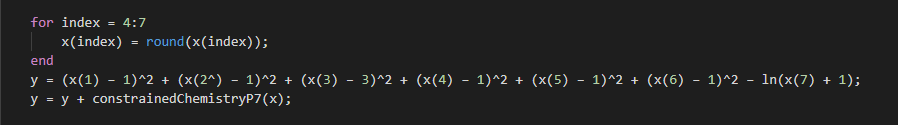 for index = 4:7
x(index) = round(x(index));
end
y = (x(1) - 1)^2 + (x(2^) - 1)^2 + (x(3) - 3)^2 + (x(4) - 1)^2 + (x(5) - 1)^2 + (x(6) - 1)^2 - ln(x(7) + 1);
y = y + constrainedChemistryP7(x);